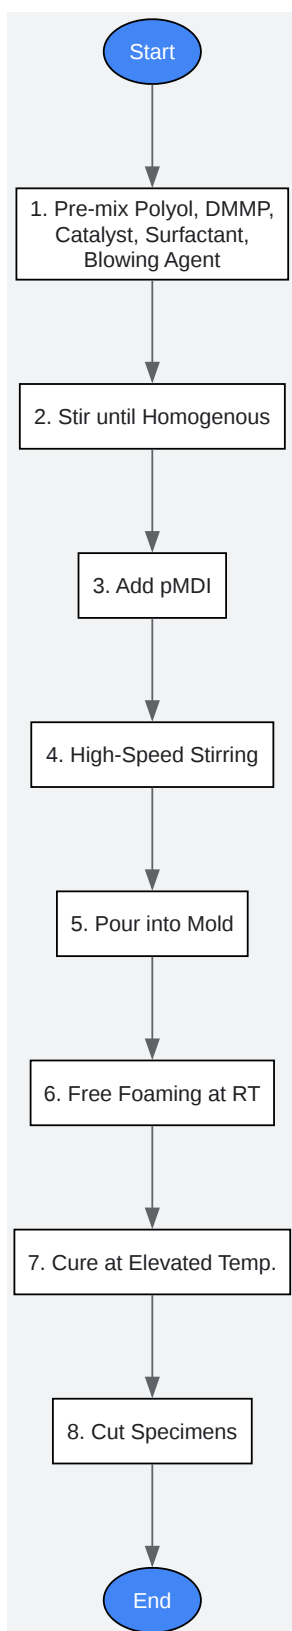 Start
1. Pre-mix Polyol, DMMP,
Catalyst, Surfactant,
Blowing Agent
2. Stir until Homogenous
3. Add pMDI
4. High-Speed Stirring
5. Pour into Mold
6. Free Foaming at RT
7. Cure at Elevated Temp.
8. Cut Specimens
End